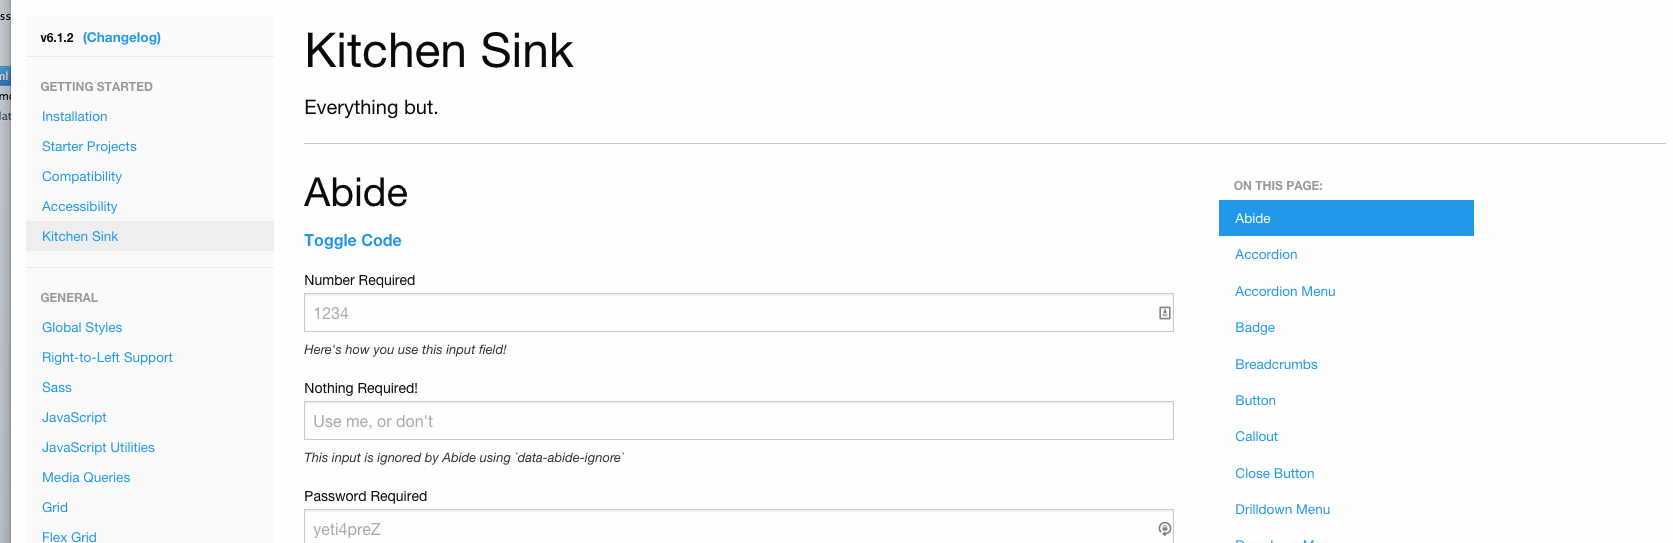 ss
ml
v6.1.2 (Changelog)
GETTING STARTED
Installation
Starter Projects
Compatibility
Accessibility
Kitchen Sink
GENERAL
Global Styles
Right-to-Left Support
Sass
JavaScript
JavaScript Utilities
Media Queries
Grid
Flex Grid
Kitchen Sink
Everything but.
Abide
Toggle Code
Number Required
1234
Here's how you use this input field!
Nothing Required!
Use me, or don't
This input is ignored by Abide using `data-abide-ignore`
Password Required
yeti4preZ
ON THIS PAGE:
Abide
Accordion
Accordion Menu
Badge
Breadcrumbs
Button
Callout
Close Button
Drilldown Menu